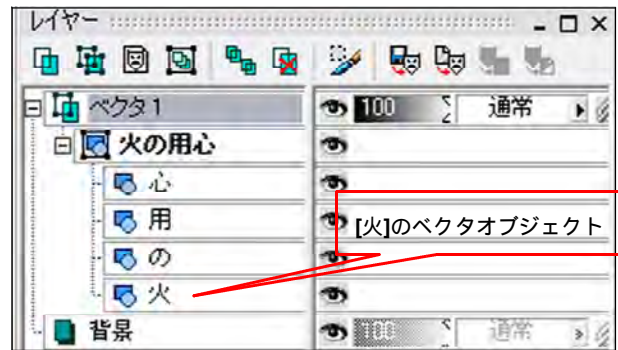 レイヤー
ベクタ 1 100 通常
火の用心
心
用
[火]のベクタオブジェクト
の
火
背景 100 通常